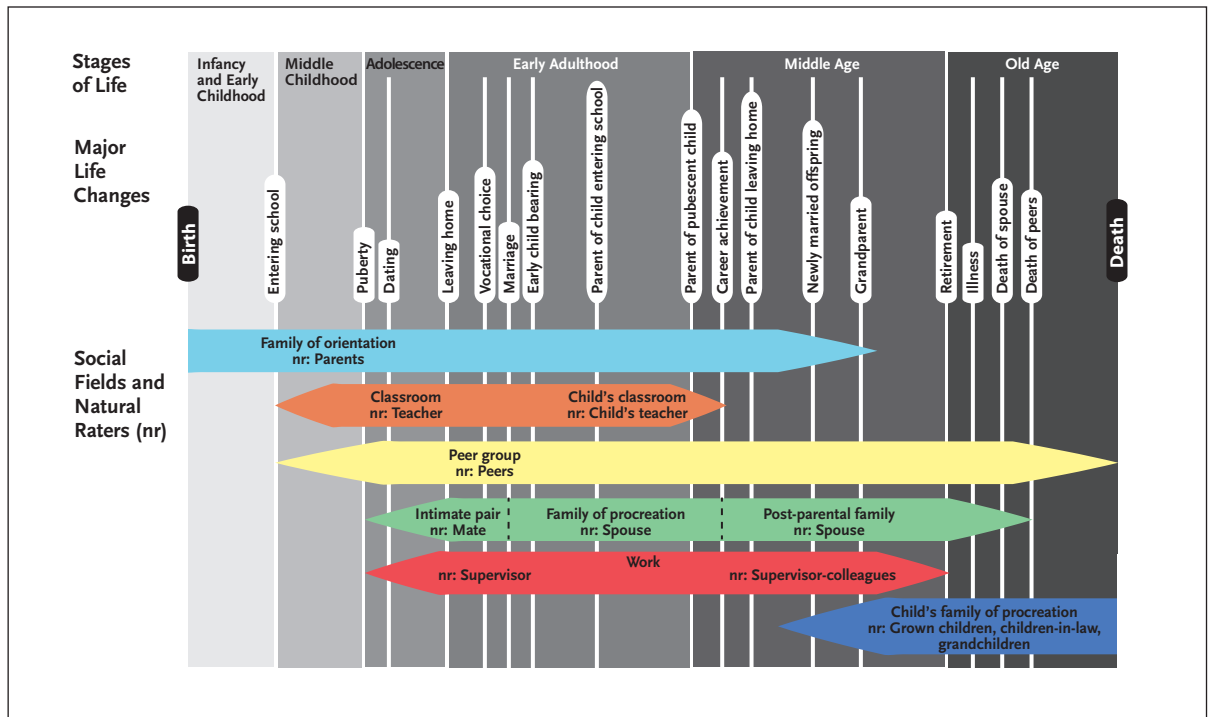 Stages
of Life
Infancy
and Early
Childhood
Middle
Childhood
Adolescence
Early Adulthood
Middle Age
Old Age
Major
Life
Changes
Birth
Entering school
Puberty
Dating
Leaving home
Vocational choice
Marriage
Early child bearing
Parent of child entering school
Parent of pubescent child
Career achievement
Parent of child leaving home
Newly married offspring
Grandparent
Retirement
Illness
Death of spouse
Death of peers
Death
Social
Fields and
Natural
Raters (nr)
Family of orientation
nr: Parents
Classroom
nr: Teacher
Child's classroom
nr: Child's teacher
Peer group
nr: Peers
Intimate pair
nr: Mate
Family of procreation
nr: Spouse
Post-parental family
nr: Spouse
Work
nr: Supervisor
nr: Supervisor-colleagues
Child's family of procreation
nr: Grown children, children-in-law,
grandchildren